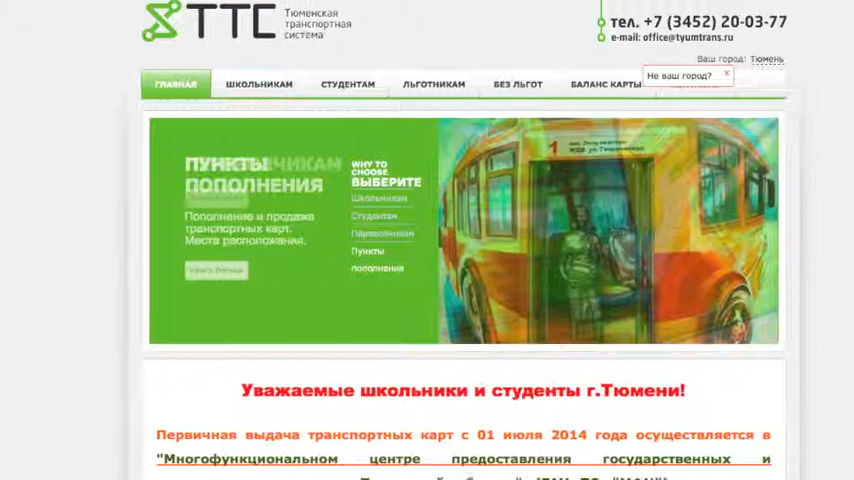 ТТС Тюменская
транспортная
система
тел. +7 (3452) 20-03-77
e-mail: office@tyumtrans.ru
Ваш город: Тюмень
Не ваш город? x
ГЛАВНАЯ ШКОЛЬНИКАМ СТУДЕНТАМ ЛЬГОТНИКАМ БЕЗ ЛЬГОТ БАЛАНС КАРТЫ
ПУНКТЫ
ПОПОЛНЕНИЯ
Пополнение и продажа
транспортных карт.
Места расположения.
WHY TO
CHOOSE
ВЫБЕРИТЕ
Школьникам
Студентам
Перевозчикам
Пункты
пополнения
1
Уважаемые школьники и студенты г.Тюмени!
Первичная выдача транспортных карт с 01 июля 2014 года осуществляется в
"Многофункциональном центре предоставления государственных и